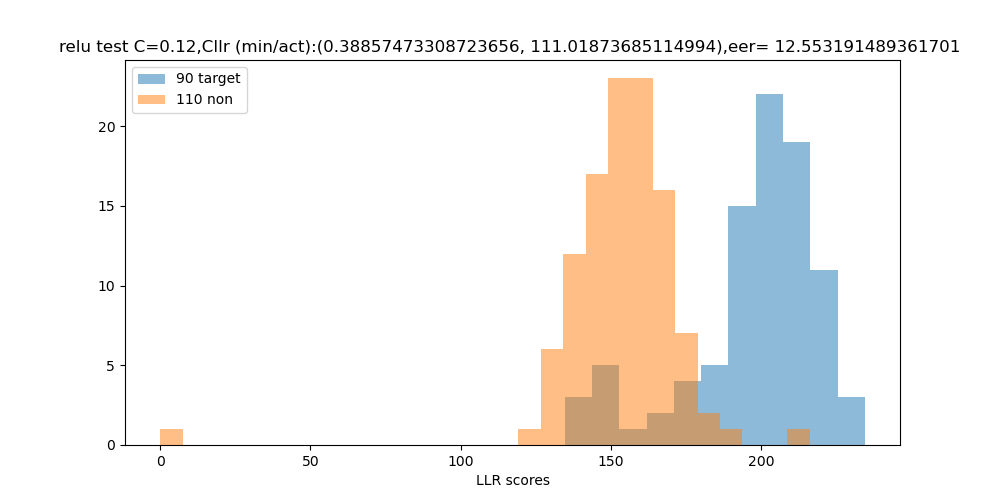 relu test C=0.12,Cllr (min/act):(0.38857473308723656, 111.01873685114994),eer= 12.553191489361701
90 target
110 non
20
15
10
5
0
0 50 100 150 200
LLR scores